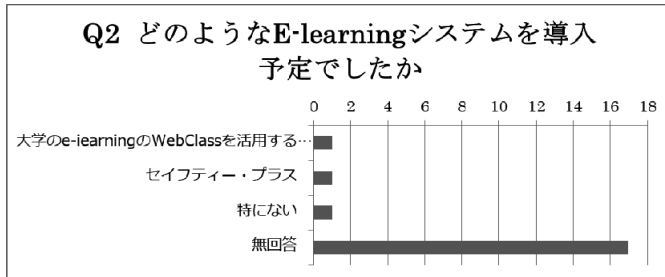 Q2 どのようなE-learningシステムを導入
予定でしたか
0 2 4 6 8 10 12 14 16 18
大学のe-iearningのWebClassを活用する…
セイフティー・プラス
特にない
無回答